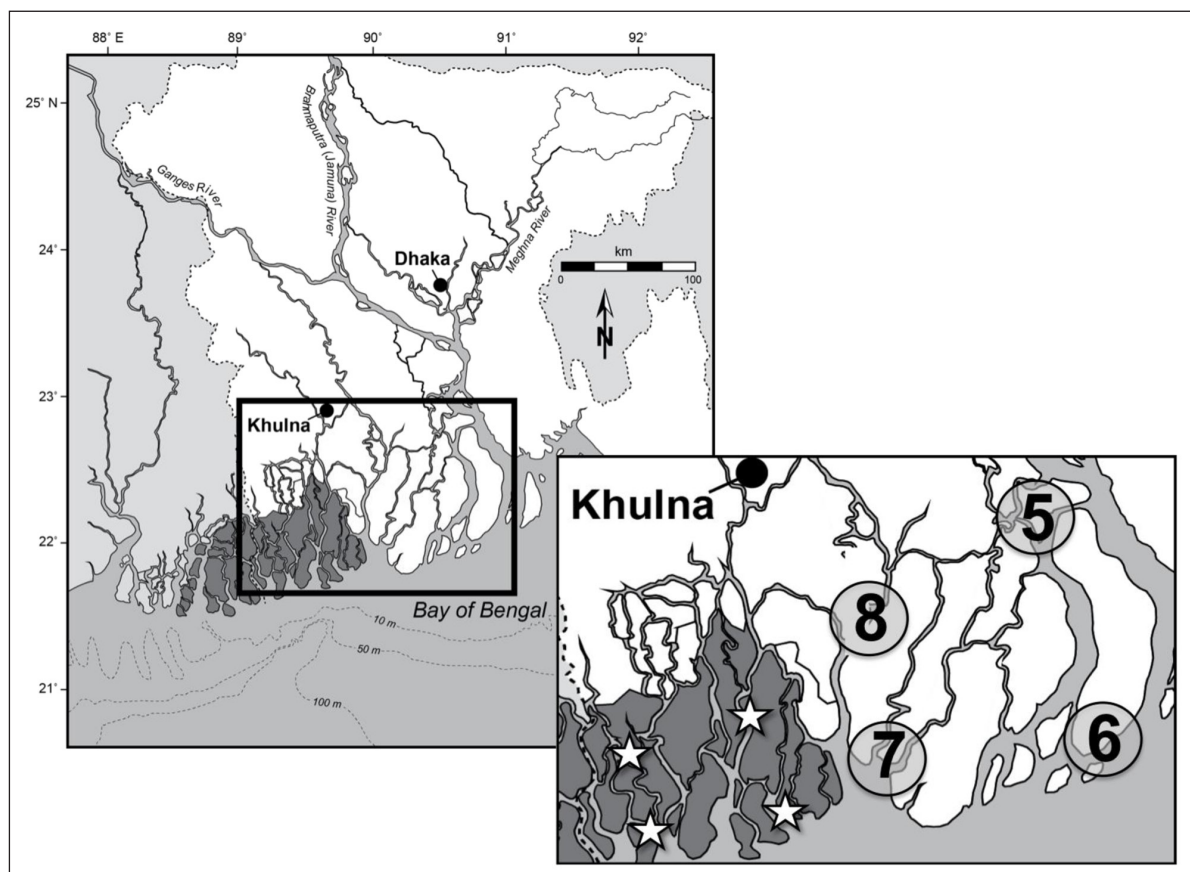 88° E 89° 90° 91° 92°
25° N
24°
23°
22°
21°
Ganges River
Brahmaputra (Jamuna) River
Meghna River
Dhaka
km
0 100
N
Khulna
Bay of Bengal
10 m
50 m
100 m
Khulna
5
8
6
7